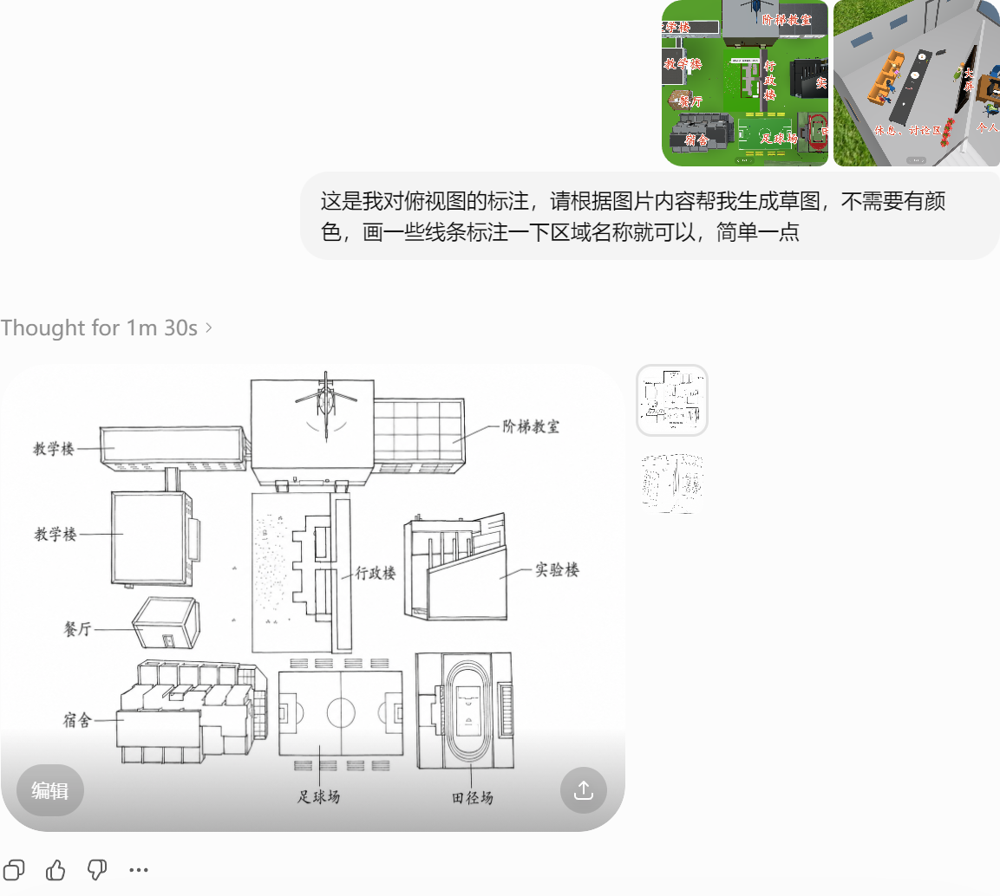 阶梯教室
教学楼
行政楼
餐厅
宿舍
足球场
大屏
休息、讨论区
个人
这是我对俯视图的标注，请根据图片内容帮我生成草图，不需要有颜
色，画一些线条标注一下区域名称就可以，简单一点
Thought for 1m 30s
阶梯教室
教学楼
教学楼
行政楼
实验楼
餐厅
宿舍
足球场
田径场
编辑